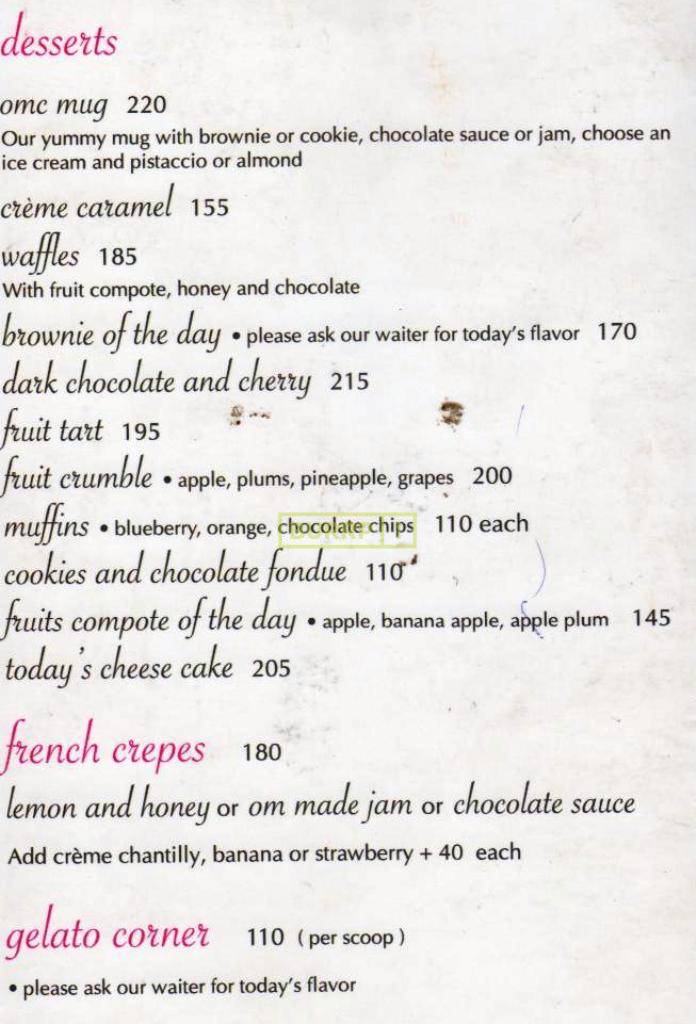 desserts
omc mug 220
Our yummy mug with brownie or cookie, chocolate sauce or jam, choose an
ice cream and pistaccio or almond
crème caramel 155
waffles 185
With fruit compote, honey and chocolate
brownie of the day • please ask our waiter for today's flavor 170
dark chocolate and cherry 215
fruit tart 195
fruit crumble • apple, plums, pineapple, grapes 200
muffins • blueberry, orange, chocolate chips 110 each
cookies and chocolate fondue 110
fruits compote of the day • apple, banana apple, apple plum 145
today's cheese cake 205
french crepes 180
lemon and honey or om made jam or chocolate sauce
Add crème chantilly, banana or strawberry + 40 each
gelato corner 110 ( per scoop )
• please ask our waiter for today's flavor